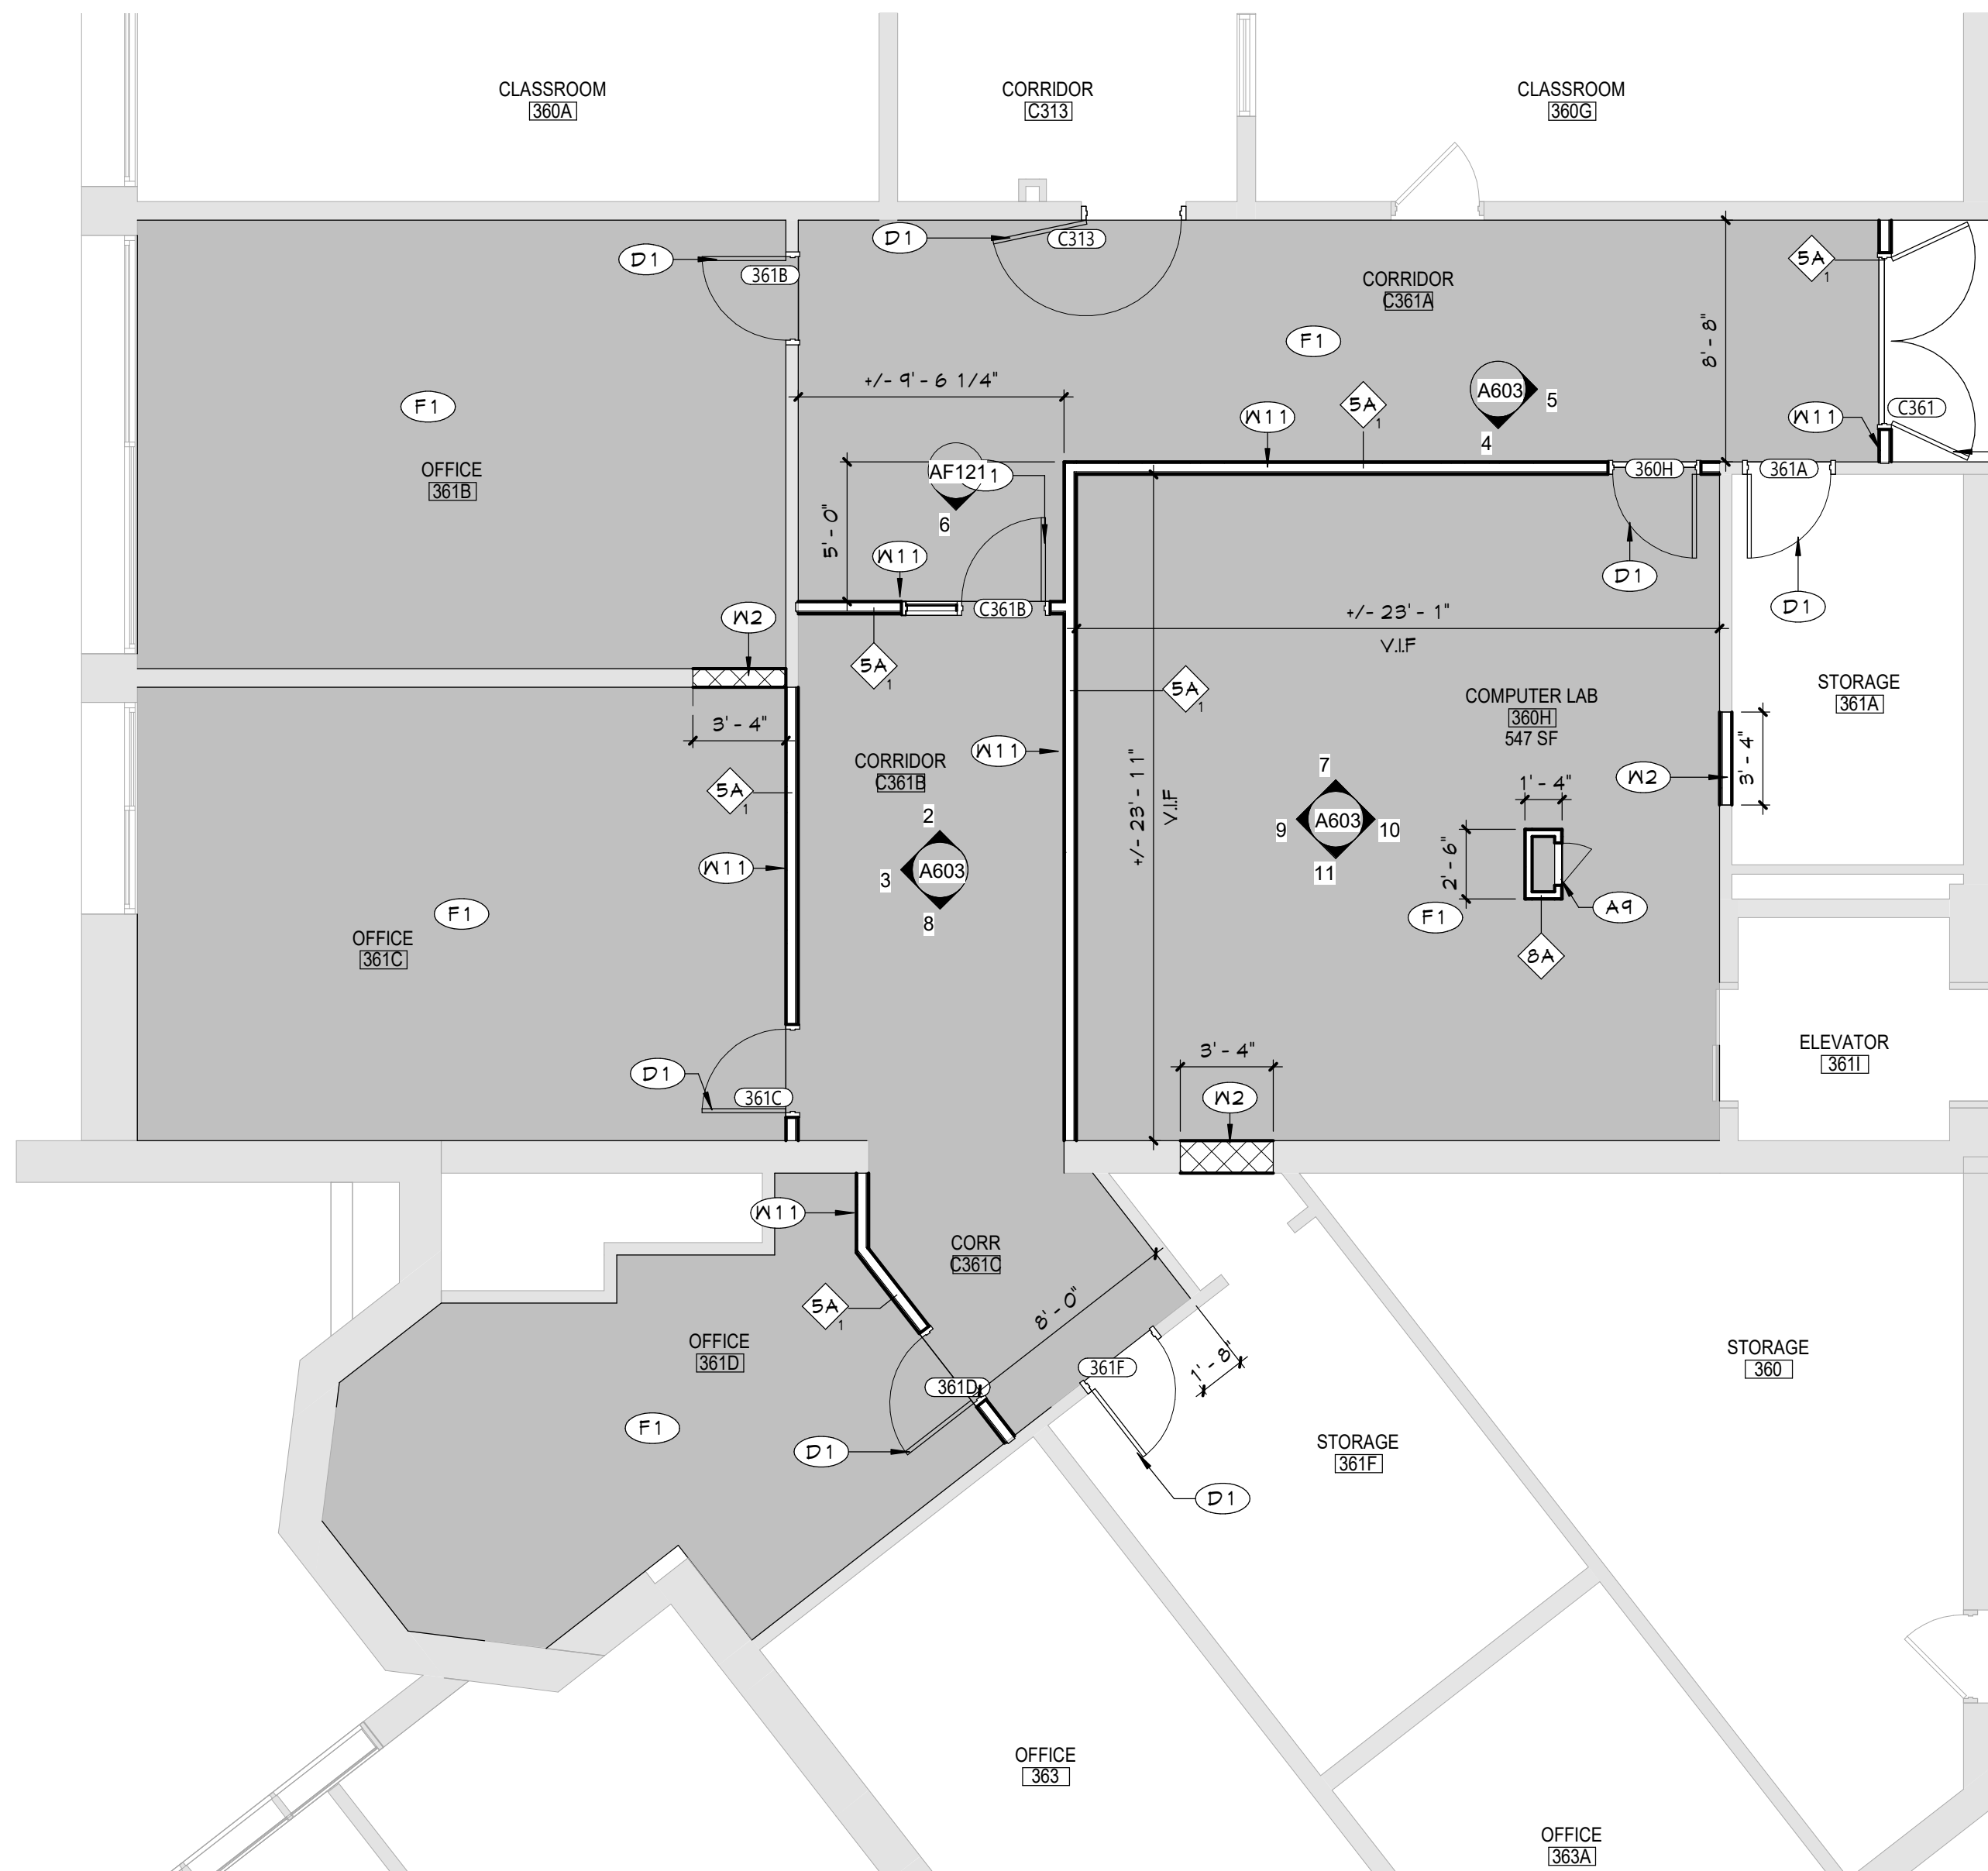 CLASSROOM
360A
CORRIDOR
C313
CLASSROOM
360G
D1
C313
D1
361B
CORRIDOR
C361A
5A
1
F1
8'-8"
+/- 9'-6 1/4"
A603
5
4
F1
W11
5A
1
W11
C361
OFFICE
361B
AF121
1
6
5'-0"
360H
361A
W11
C361B
D1
D1
W2
+/- 23'-1"
V.I.F
5A
1
5A
1
STORAGE
361A
COMPUTER LAB
360H
547 SF
3'-4"
W11
CORRIDOR
C361B
+/- 23'-11"
V.I.F
5A
1
W2
3'-4"
1'-4"
7
9
A603
10
11
2
3
A603
8
W11
2'-6"
F1
A9
F1
8A
OFFICE
361C
ELEVATOR
361I
3'-4"
D1
361C
W2
W11
CORR
C361C
5A
1
8'-0"
OFFICE
361D
STORAGE
360
361F
1'-8"
361D
F1
D1
STORAGE
361F
D1
OFFICE
363
OFFICE
363A